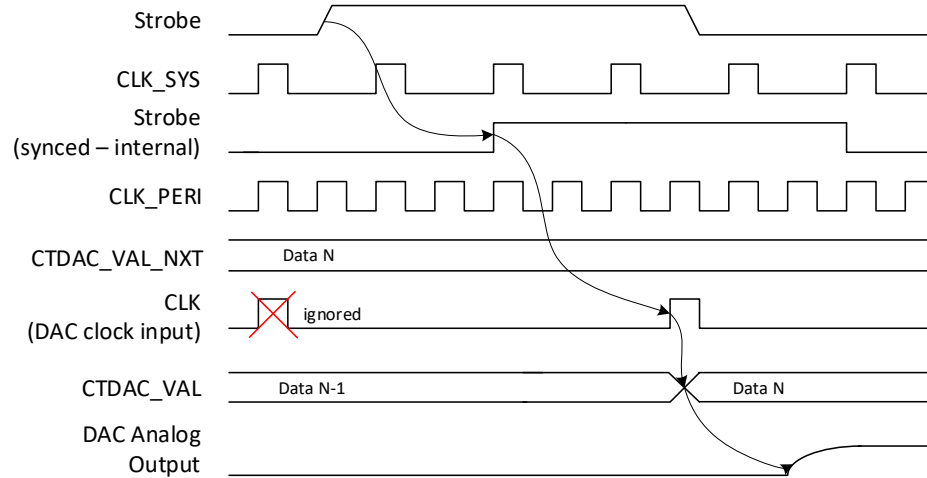 Strobe
CLK_SYS
Strobe
(synced – internal)
CLK_PERI
CTDAC_VAL_NXT
Data N
CLK
(DAC clock input)
ignored
CTDAC_VAL
Data N-1
Data N
DAC Analog
Output